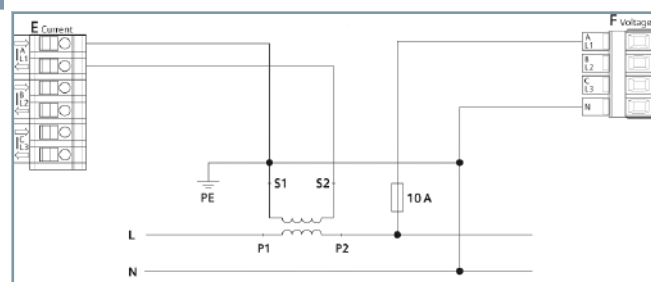 E Current
I A L1
I B L2
I C L3
F Voltage
A L1
B L2
C L3
N
PE
S1 S2
10 A
L
P1 P2
N